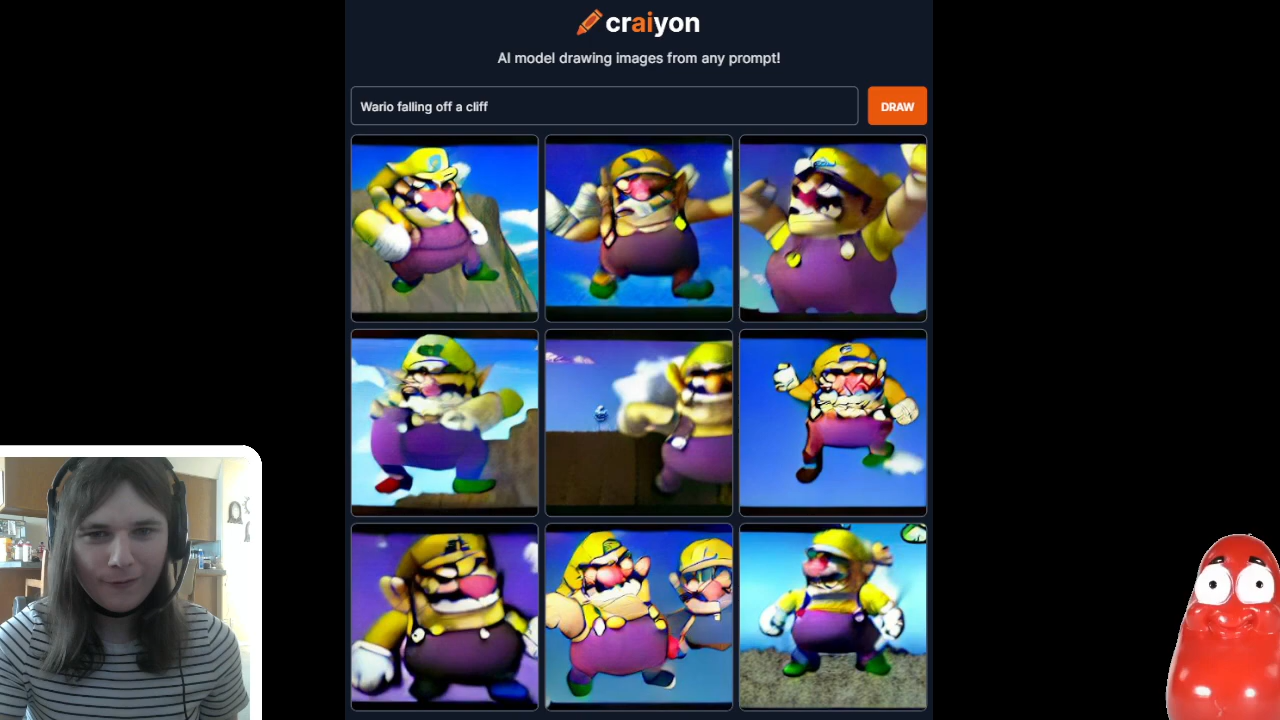 craiyon
AI model drawing images from any prompt!
Wario falling off a cliff
DRAW